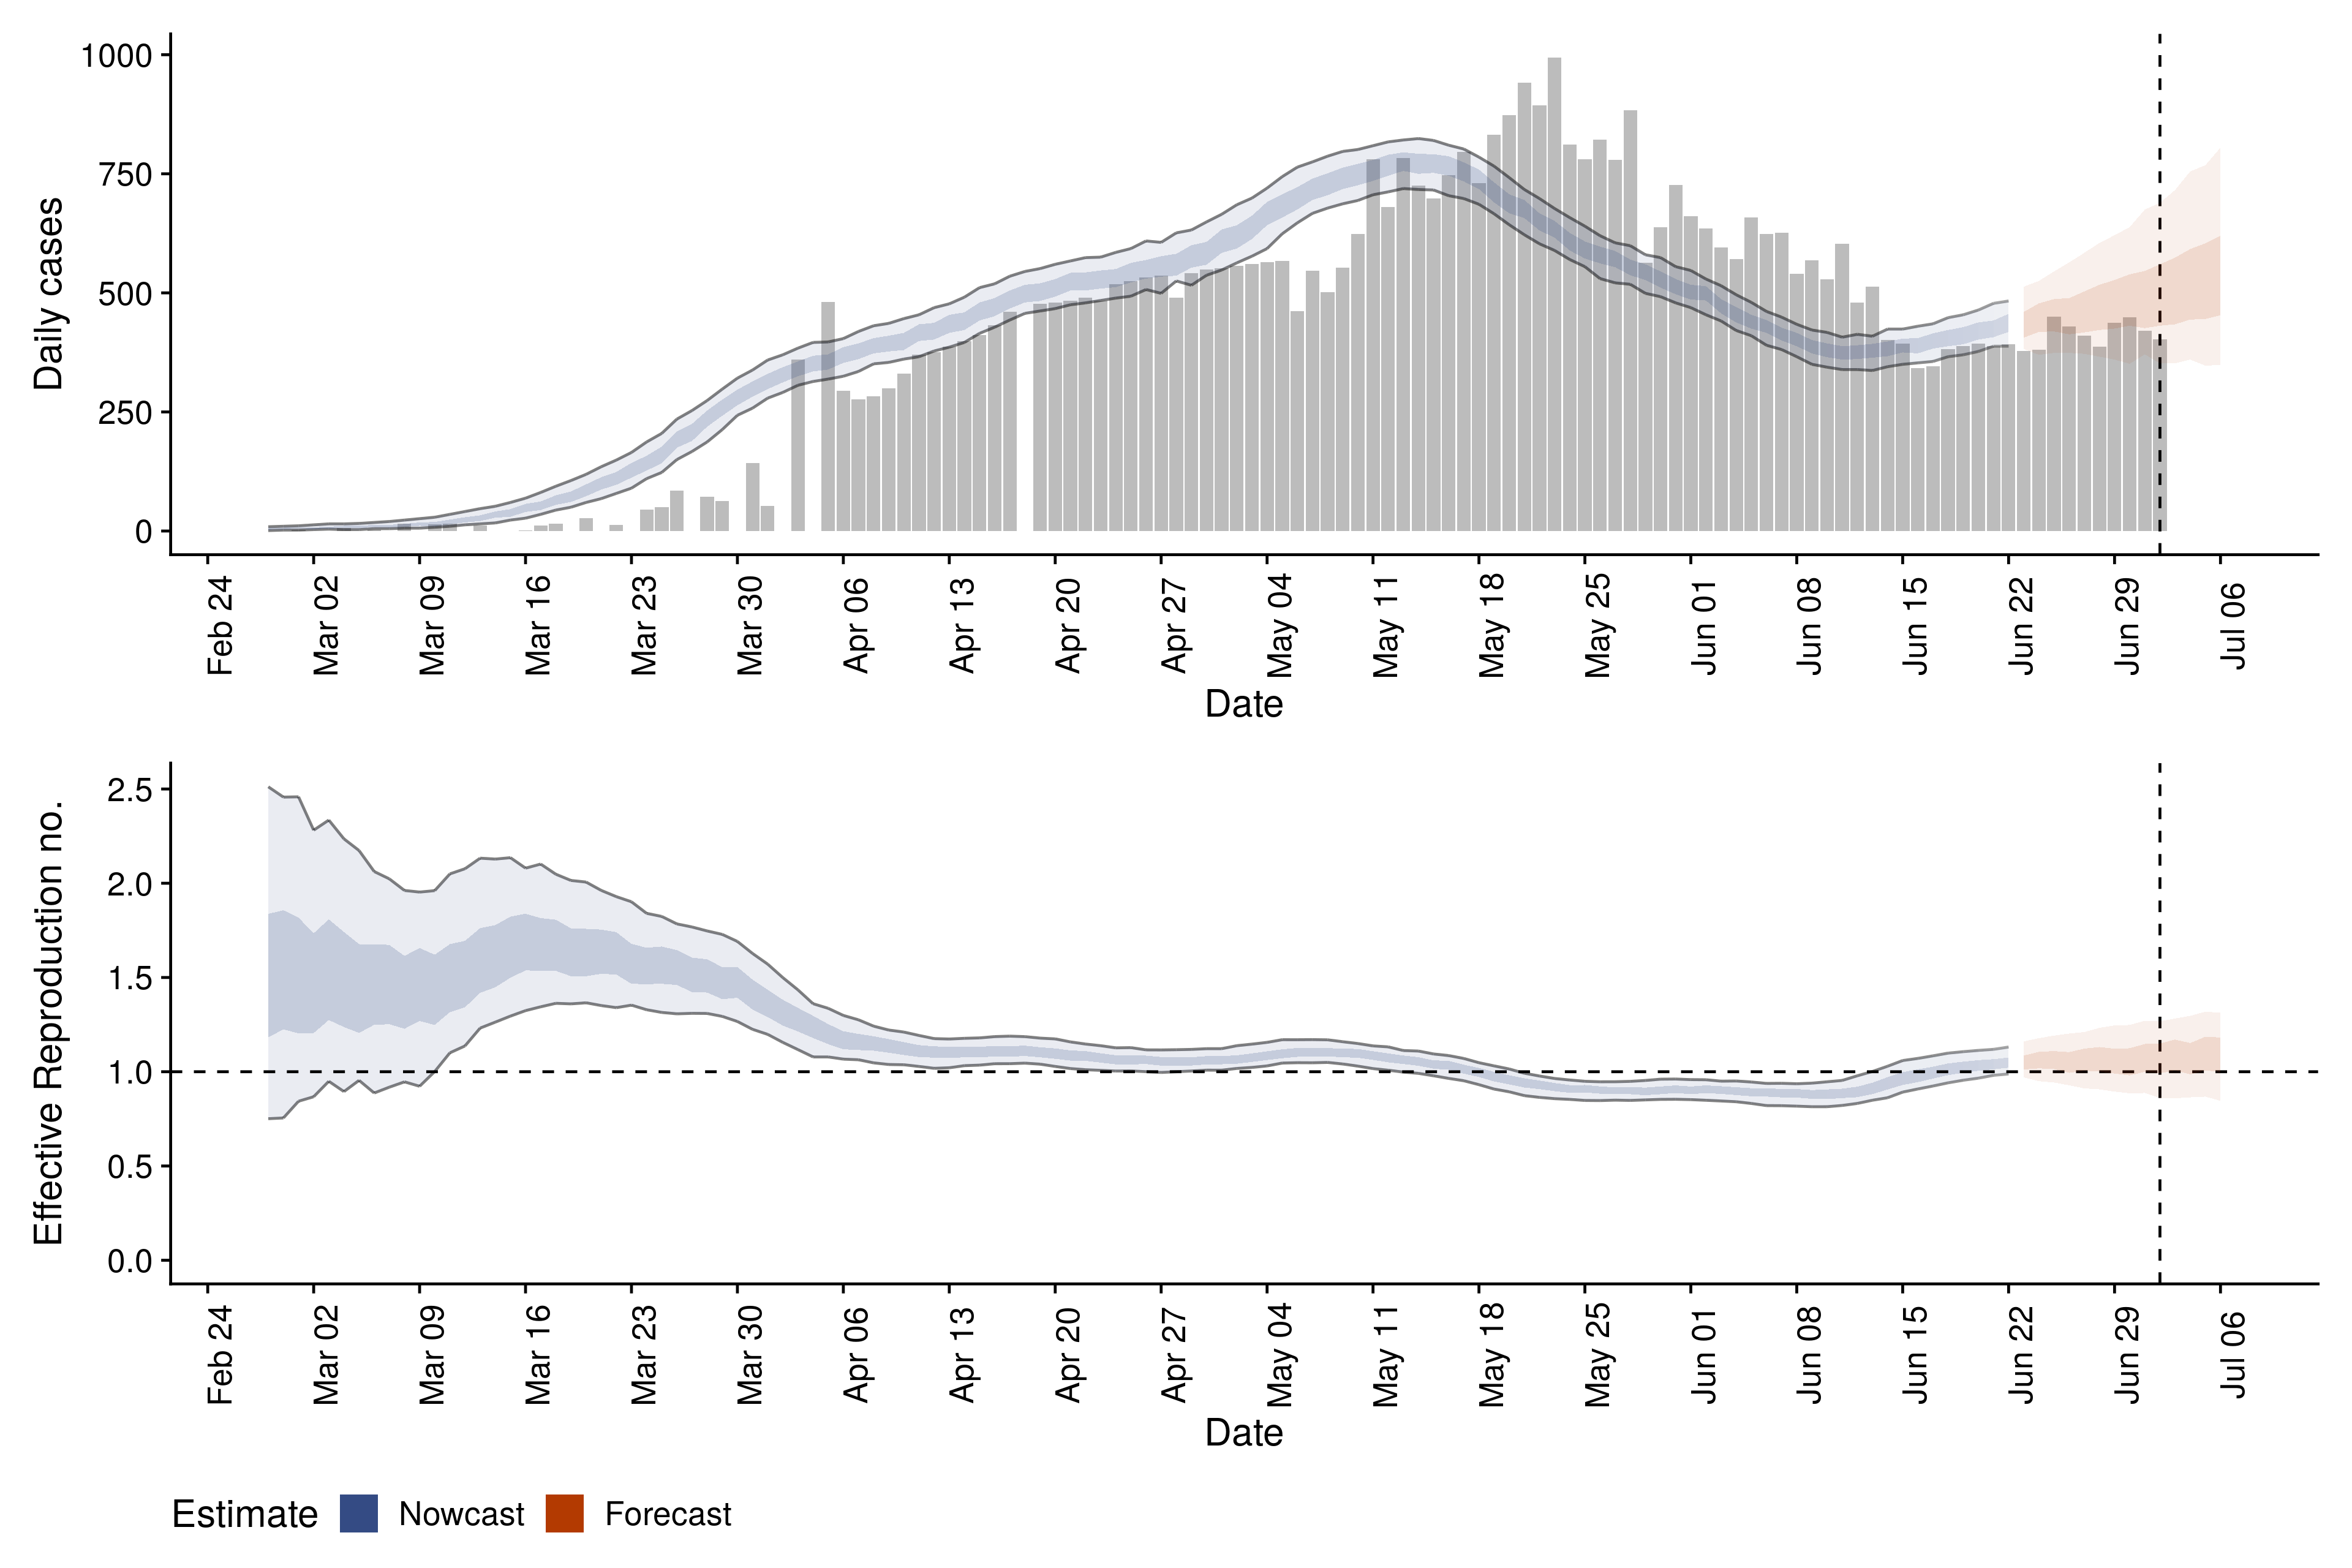 Daily cases
1000
750
500
250
0
Feb 24
Mar 02
Mar 09
Mar 16
Mar 23
Mar 30
Apr 06
Apr 13
Apr 20
Apr 27
May 04
May 11
May 18
May 25
Jun 01
Jun 08
Jun 15
Jun 22
Jun 29
Jul 06
Date
Effective Reproduction no.
2.5
2.0
1.5
1.0
0.5
0.0
Feb 24
Mar 02
Mar 09
Mar 16
Mar 23
Mar 30
Apr 06
Apr 13
Apr 20
Apr 27
May 04
May 11
May 18
May 25
Jun 01
Jun 08
Jun 15
Jun 22
Jun 29
Jul 06
Date
Estimate Nowcast Forecast